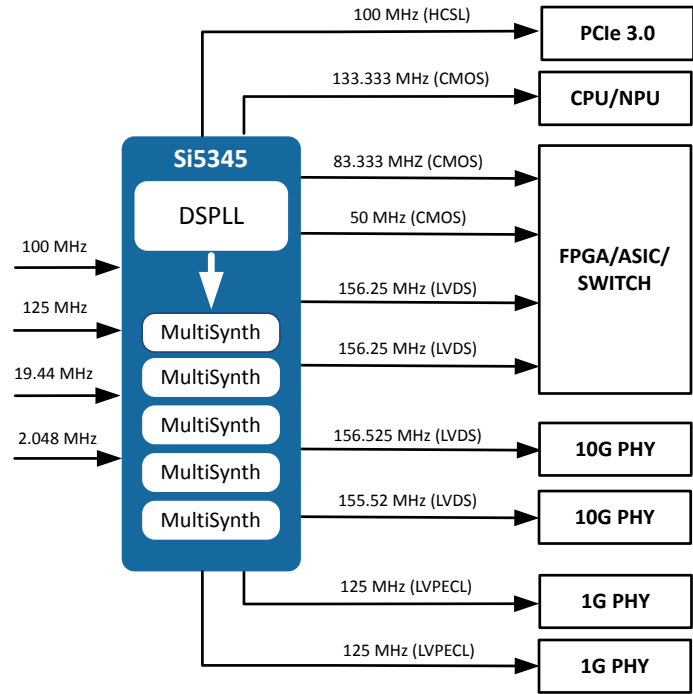 100 MHz (HCSL)
PCIe 3.0
133.333 MHz (CMOS)
CPU/NPU
Si5345
DSPLL
MultiSynth
MultiSynth
MultiSynth
MultiSynth
MultiSynth
100 MHz
125 MHz
19.44 MHz
2.048 MHz
83.333 MHZ (CMOS)
50 MHz (CMOS)
156.25 MHz (LVDS)
156.25 MHz (LVDS)
FPGA/ASIC/
SWITCH
156.525 MHz (LVDS)
10G PHY
155.52 MHz (LVDS)
10G PHY
125 MHz (LVPECL)
1G PHY
125 MHz (LVPECL)
1G PHY